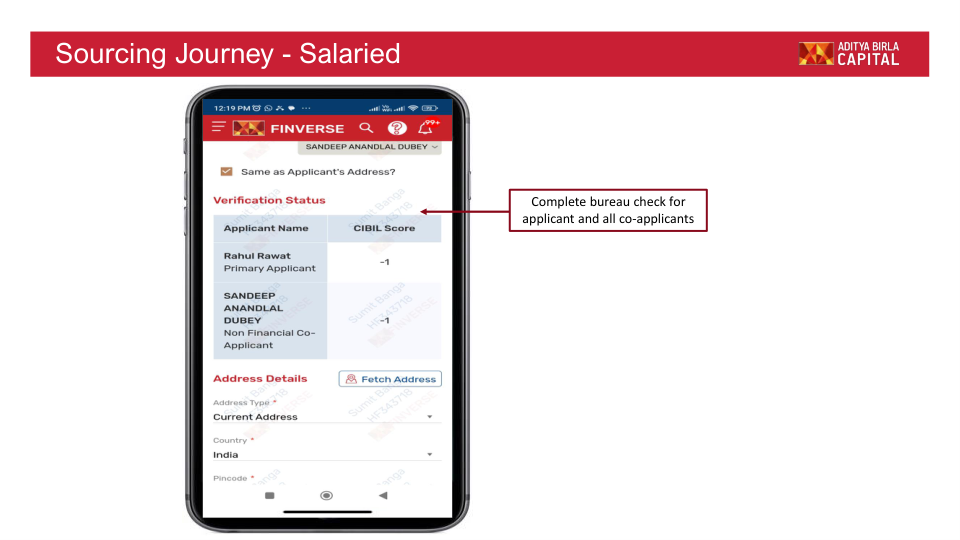 Sourcing Journey - Salaried
ADITYA BIRLA
CAPITAL
12:19 PM
FINVERSE
99+
SANDEEP ANANDLAL DUBEY
Same as Applicant's Address?
Verification Status
Complete bureau check for
applicant and all co-applicants
Applicant Name CIBIL Score
Rahul Rawat
Primary Applicant
-1
SANDEEP
ANANDLAL
DUBEY
Non Financial Co-
Applicant
-1
Address Details Fetch Address
Address Type *
Current Address
Country *
India
Pincode *
Sumit Banga
HF3A3718